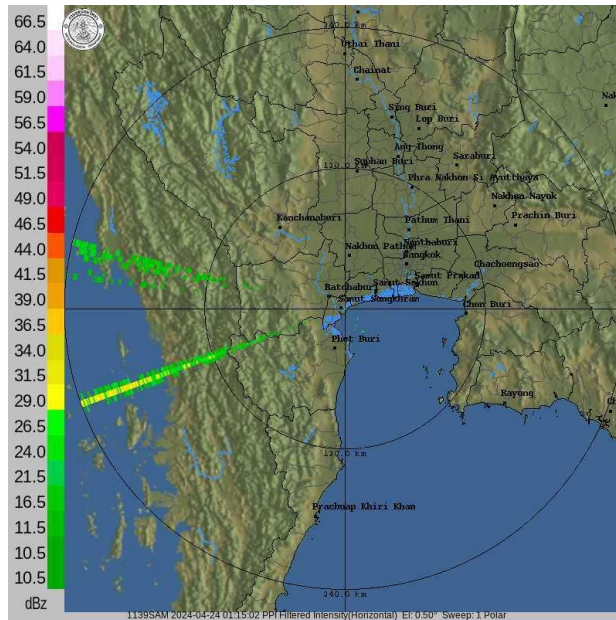 66.5
64.0
61.5
59.0
56.5
54.0
51.5
49.0
46.5
44.0
41.5
39.0
36.5
34.0
31.5
29.0
26.5
24.0
21.5
19.0
16.5
11.5
10.5
10.5
dBz
240.0 km
Uthai Thani
Chainat
Sing Buri
Lop Buri
Nak
Ang Thong
Saraburi
120.0 km
Suphan Buri
Phra Nakhon Si Ayutthaya
Nakhon Nayok
Kanchanaburi
Pathum Thani
Prachin Buri
Nonthaburi
Nakhon Pathom
Bangkok
Chachoengsao
Samut Prakan
Ratchaburi
Samut Sakhon
Samut Songkhram
Chon Buri
Phet Buri
Rayong
Ch
120.0 km
Prachuap Khiri Khan
240.0 km
1139SAM 2024-04-24 01:15:02 PPI Filtered Intensity(Horizontal) El: 0.50° Sweep: 1 Polar